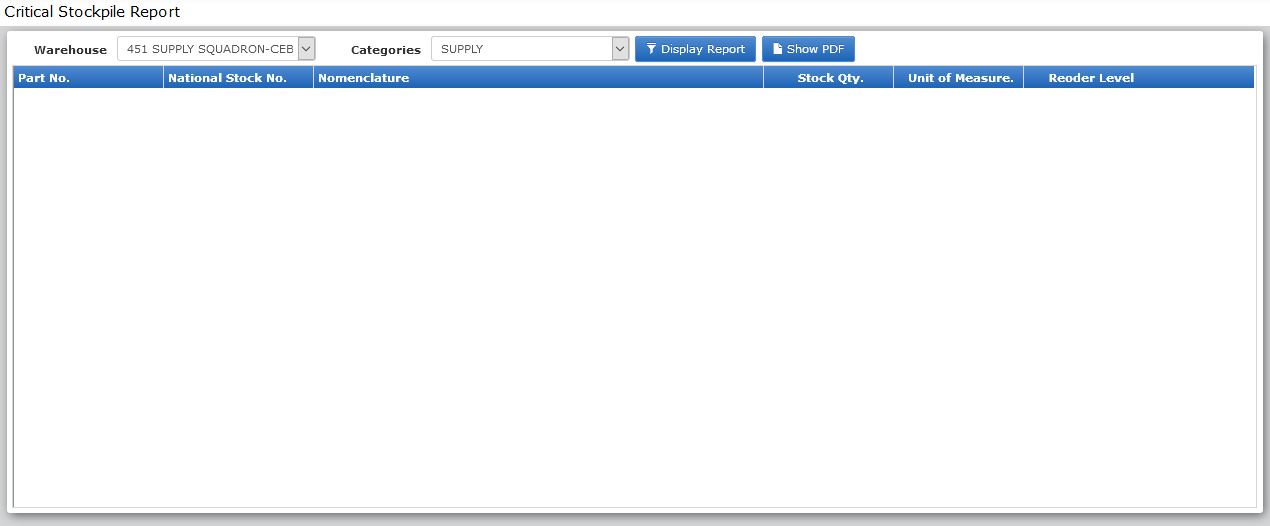 Critical Stockpile Report
Warehouse 451 SUPPLY SQUADRON-CEB Categories SUPPLY Display Report Show PDF
Part No. National Stock No. Nomenclature Stock Qty. Unit of Measure. Reoder Level